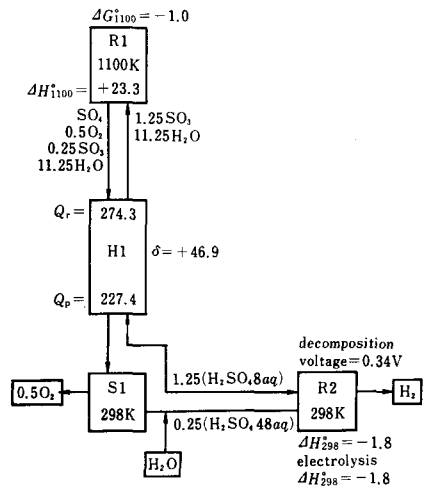 ΔG°1100 = −1.0
R1
1100K
ΔH°1100 = +23.3
SO4
0.5O2
0.25SO3
11.25H2O
1.25SO3
11.25H2O
Qr = 274.3
H1
δ = +46.9
Qp = 227.4
decomposition
voltage=0.34V
0.5O2
S1
298K
1.25(H2SO4 8aq)
R2
298K
H2
0.25(H2SO4 48aq)
H2O
ΔH°298 = −1.8
electrolysis
ΔH°298 = −1.8